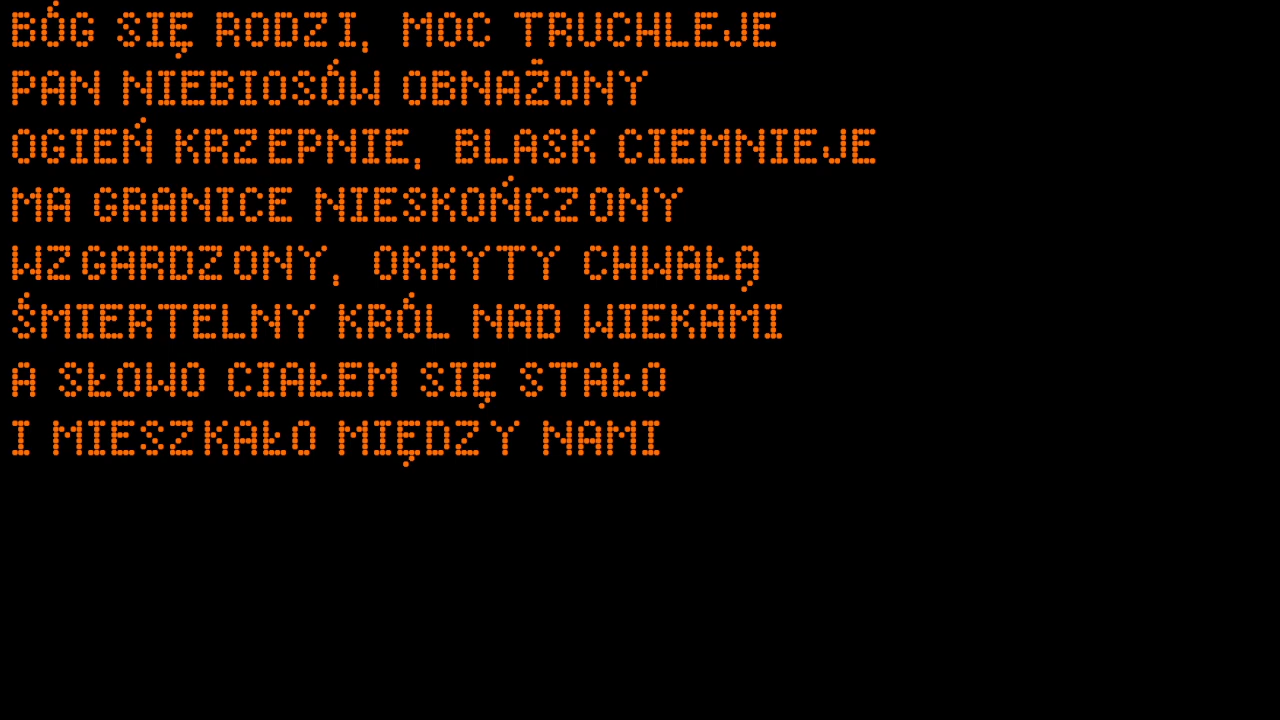 BÓG SIĘ RODZI, MOC TRUCHLEJE
PAN NIEBIOSÓW OBNAŻONY
OGIEŃ KRZEPNIE, BLASK CIEMNIEJE
MA GRANICE NIESKOŃCZONY
WZGARDZONY, OKRYTY CHWAŁĄ
ŚMIERTELNY KRÓL NAD WIEKAMI
A SŁOWO CIAŁEM SIĘ STAŁO
I MIESZKAŁO MIĘDZY NAMI